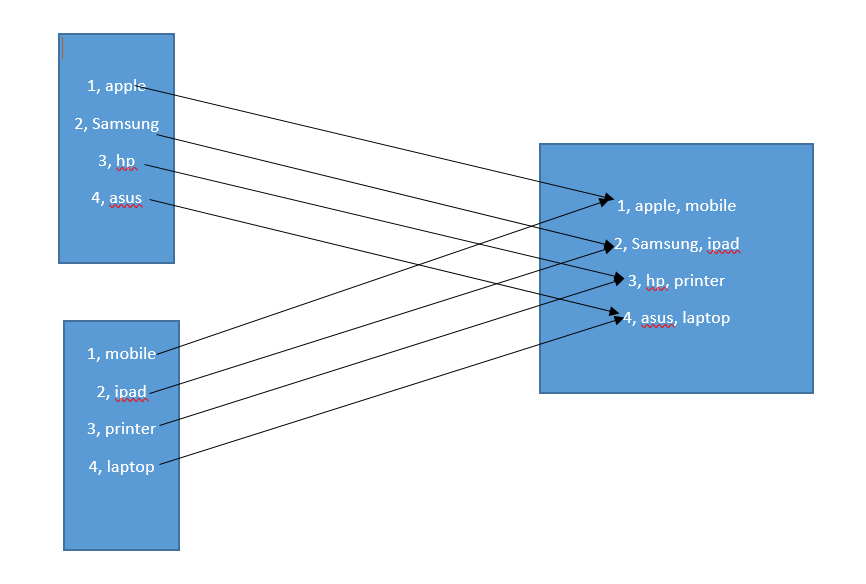 1, apple
2, Samsung
3, hp
4, asus
1, mobile
2, ipad
3, printer
4, laptop
1, apple, mobile
2, Samsung, ipad
3, hp, printer
4, asus, laptop